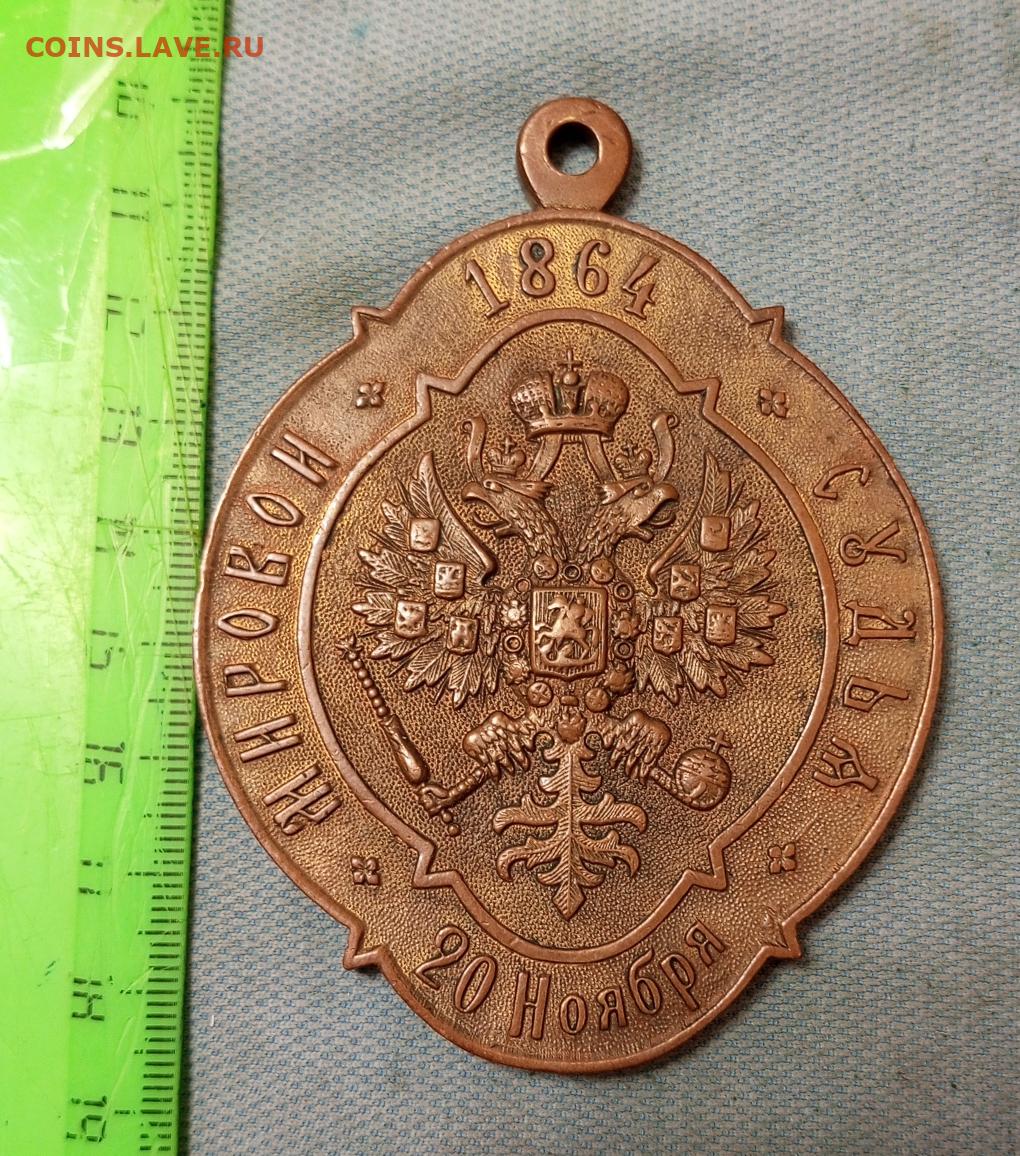 COINS.LAVE.RU
1864
МИРОВОЙ
СУДЬЯ
20 Ноября